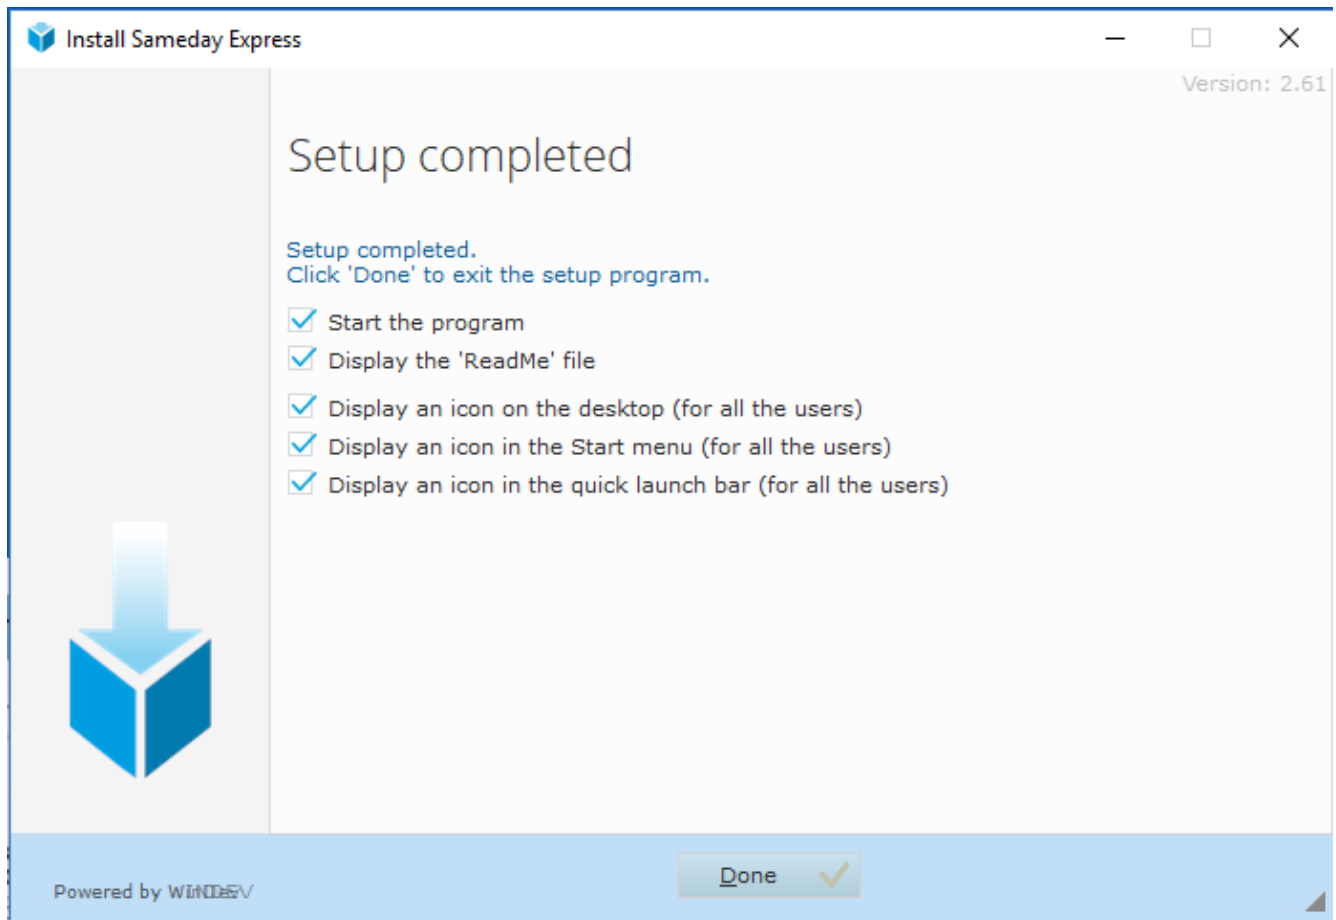 Install Sameday Express
Version: 2.61
Setup completed
Setup completed.
Click 'Done' to exit the setup program.
Start the program
Display the 'ReadMe' file
Display an icon on the desktop (for all the users)
Display an icon in the Start menu (for all the users)
Display an icon in the quick launch bar (for all the users)
Done
Powered by